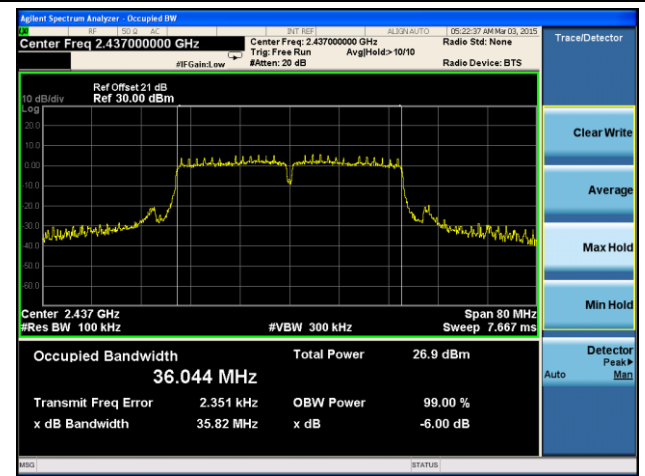 Agilent Spectrum Analyzer - Occupied BW
RF 50 Ω AC INT REF ALIGN AUTO 05:22:37 AM Mar 03, 2015
Center Freq 2.437000000 GHz
Center Freq: 2.437000000 GHz
Radio Std: None
Trig: Free Run Avg|Hold:> 10/10
#IFGain:Low #Atten: 20 dB Radio Device: BTS
Trace/Detector
Ref Offset 21 dB
10 dB/div Ref 30.00 dBm
Log
20.0
10.0
0.00
-10.0
-20.0
-30.0
-40.0
-50.0
-60.0
Center 2.437 GHz Span 80 MHz
#Res BW 100 kHz #VBW 300 kHz Sweep 7.667 ms
Occupied Bandwidth Total Power 26.9 dBm
36.044 MHz
Transmit Freq Error 2.351 kHz OBW Power 99.00 %
x dB Bandwidth 35.82 MHz x dB -6.00 dB
Clear Write
Average
Max Hold
Min Hold
Detector
Peak▶
Auto Man
MSG STATUS